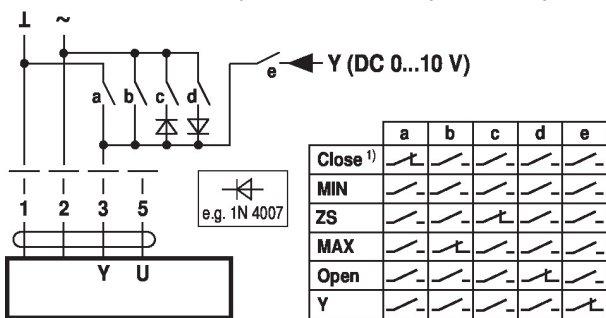 ⊥ ~
e Y (DC 0...10 V)
a b c d
1 2 3 5
e.g. 1N 4007
Y U
a b c d e
Close 1)
MIN
ZS
MAX
Open
Y